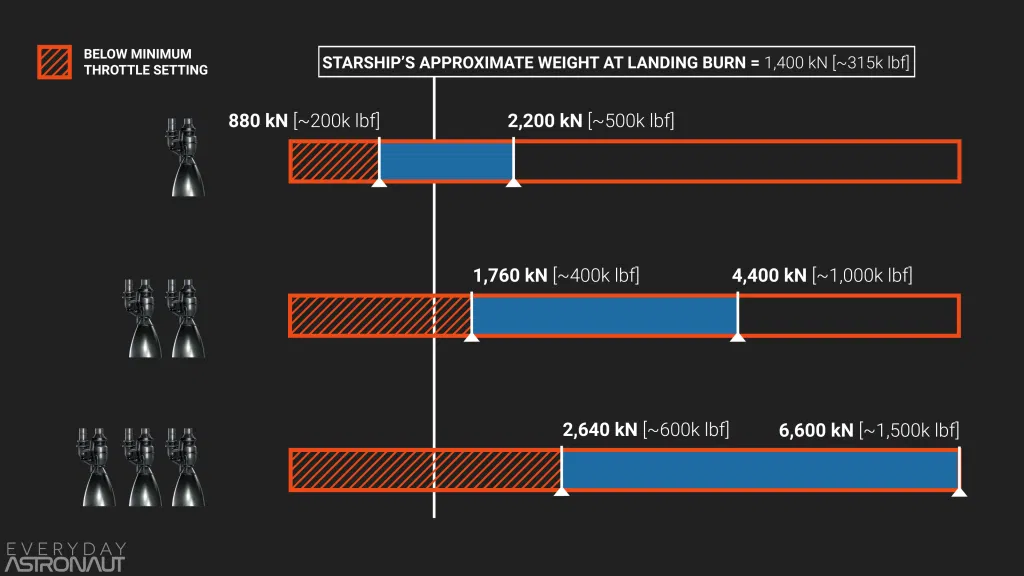 BELOW MINIMUM
THROTTLE SETTING
STARSHIP'S APPROXIMATE WEIGHT AT LANDING BURN = 1,400 kN [~315k lbf]
880 kN [~200k lbf]
2,200 kN [~500k lbf]
1,760 kN [~400k lbf]
4,400 kN [~1,000k lbf]
2,640 kN [~600k lbf]
6,600 kN [~1,500k lbf]
EVERYDAY
ASTRONAUT